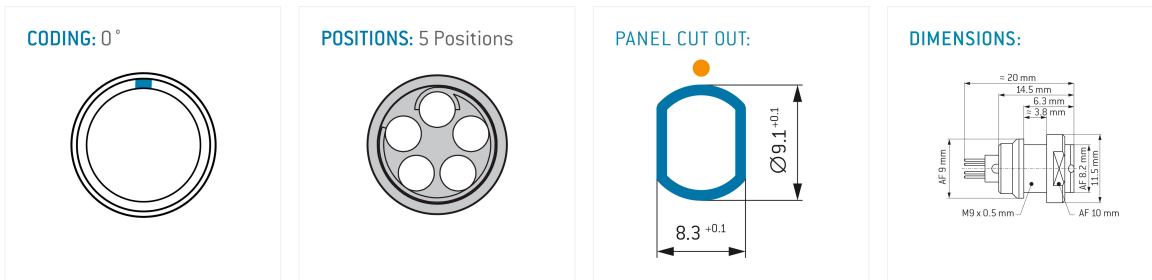 CODING: 0°
POSITIONS: 5 Positions
PANEL CUT OUT:
Ø9.1 +0.1
8.3 +0.1
DIMENSIONS:
≈ 20 mm
14.5 mm
6.3 mm
≈ 3.8 mm
AF 9 mm
AF 8.2 mm
11.5 mm
M9 x 0.5 mm
AF 10 mm